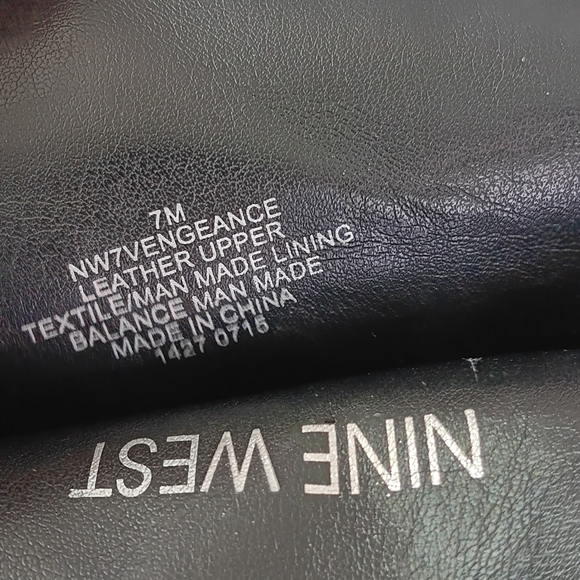 7M
NW7VENGEANCE
LEATHER UPPER
TEXTILE/MAN MADE LINING
BALANCE MAN MADE
MADE IN CHINA
1427 0715
NINE WEST